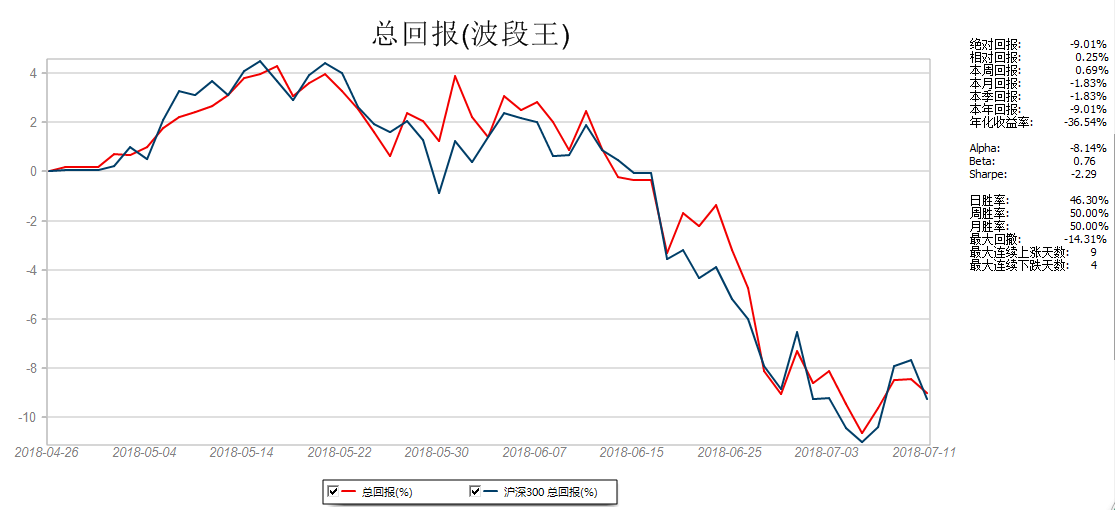 总回报(波段王)
4
2
0
-2
-4
-6
-8
-10
2018-04-26 2018-05-04 2018-05-14 2018-05-22 2018-05-30 2018-06-07 2018-06-15 2018-06-25 2018-07-03 2018-07-11
总回报(%) 沪深300 总回报(%)
绝对回报: -9.01%
相对回报: 0.25%
本周回报: 0.69%
本月回报: -1.83%
本季回报: -1.83%
本年回报: -9.01%
年化收益率: -36.54%
Alpha: -8.14%
Beta: 0.76
Sharpe: -2.29
日胜率: 46.30%
周胜率: 50.00%
月胜率: 50.00%
最大回撤: -14.31%
最大连续上涨天数: 9
最大连续下跌天数: 4